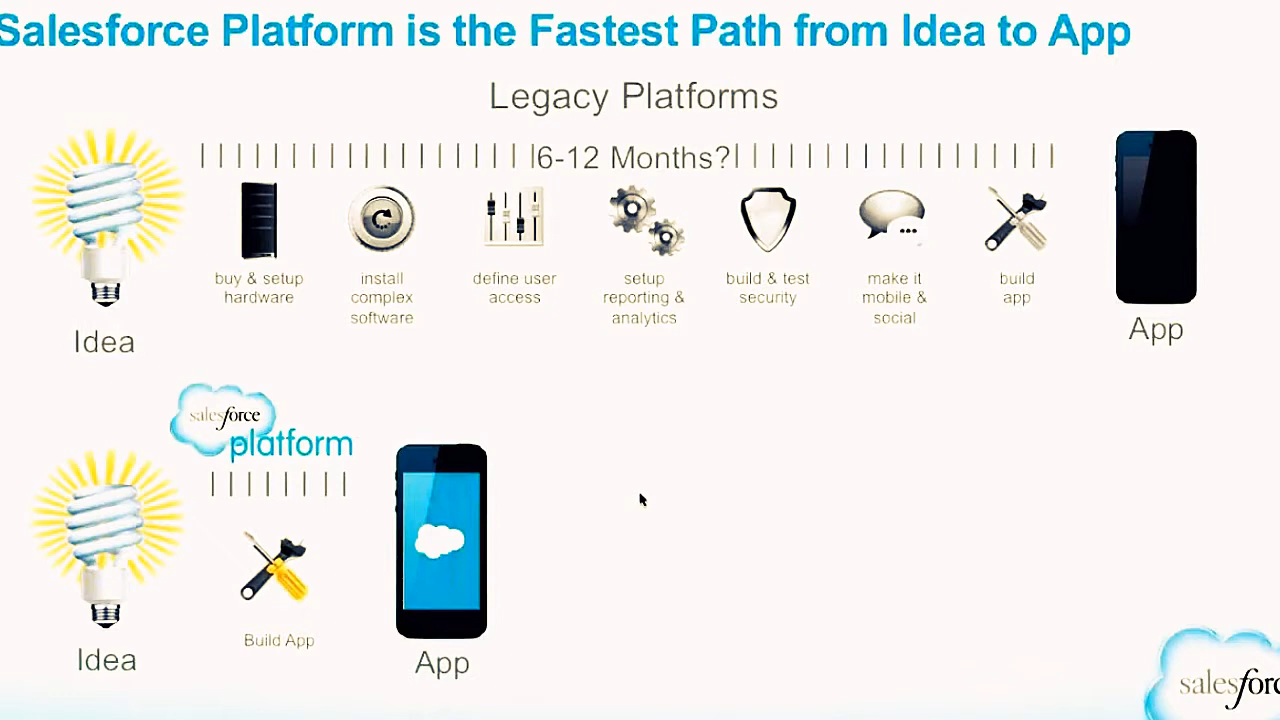 Salesforce Platform is the Fastest Path from Idea to App
Legacy Platforms
6-12 Months?
buy & setup
hardware
install
complex
software
define user
access
setup
reporting &
analytics
build & test
security
make it
mobile &
social
build
app
Idea
App
salesforce
platform
Build App
Idea
App
salesforc